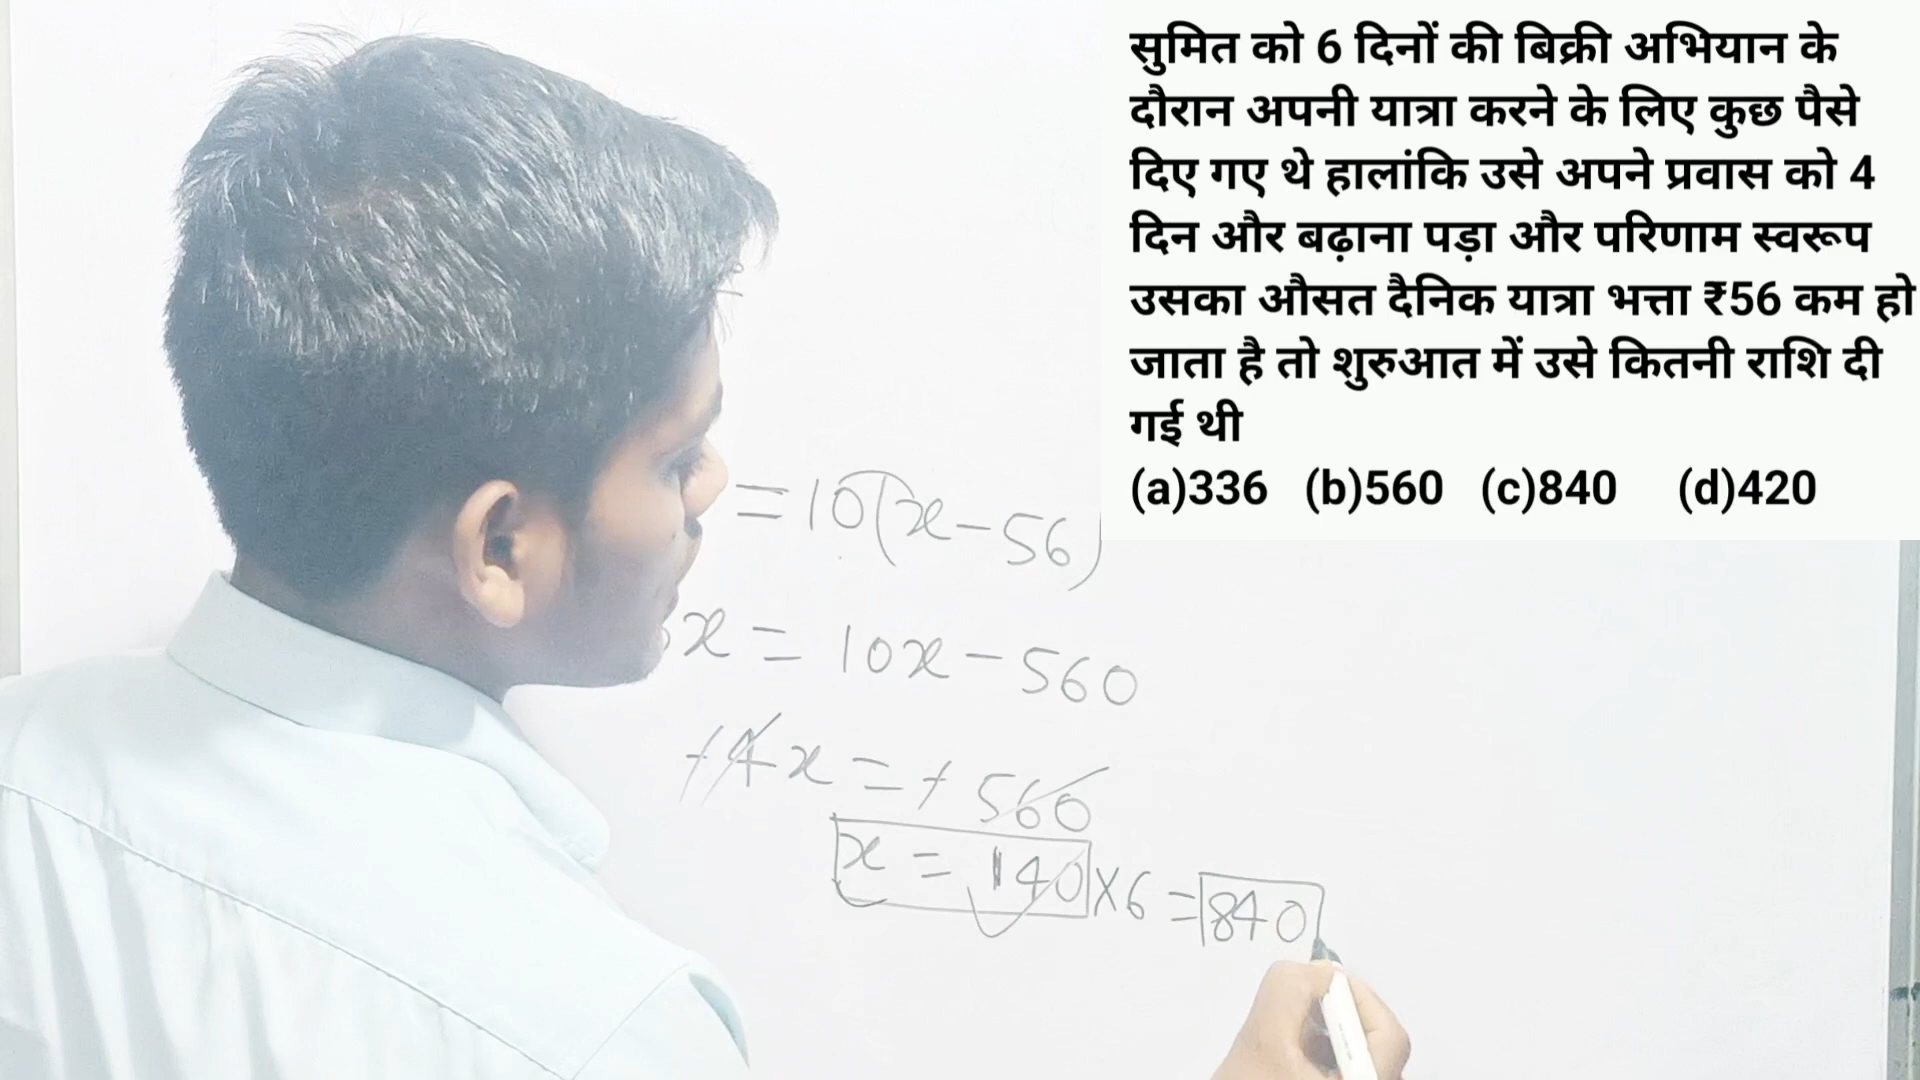 सुमित को 6 दिनों की बिक्री अभियान के
दौरान अपनी यात्रा करने के लिए कुछ पैसे
दिए गए थे हालांकि उसे अपने प्रवास को 4
दिन और बढ़ाना पड़ा और परिणाम स्वरूप
उसका औसत दैनिक यात्रा भत्ता ₹56 कम हो
जाता है तो शुरुआत में उसे कितनी राशि दी
गई थी
(a)336 (b)560 (c)840 (d)420
=10(x-56)
x = 10x-560
+4x = + 560
x = 140 ×6 = 840